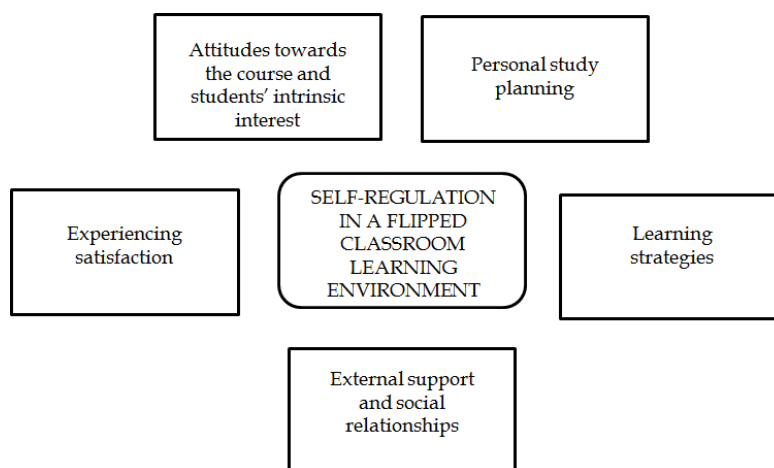 Attitudes towards
the course and
students’ intrinsic
interest
Personal study
planning
Experiencing
satisfaction
SELF-REGULATION
IN A FLIPPED
CLASSROOM
LEARNING
ENVIRONMENT
Learning
strategies
External support
and social
relationships